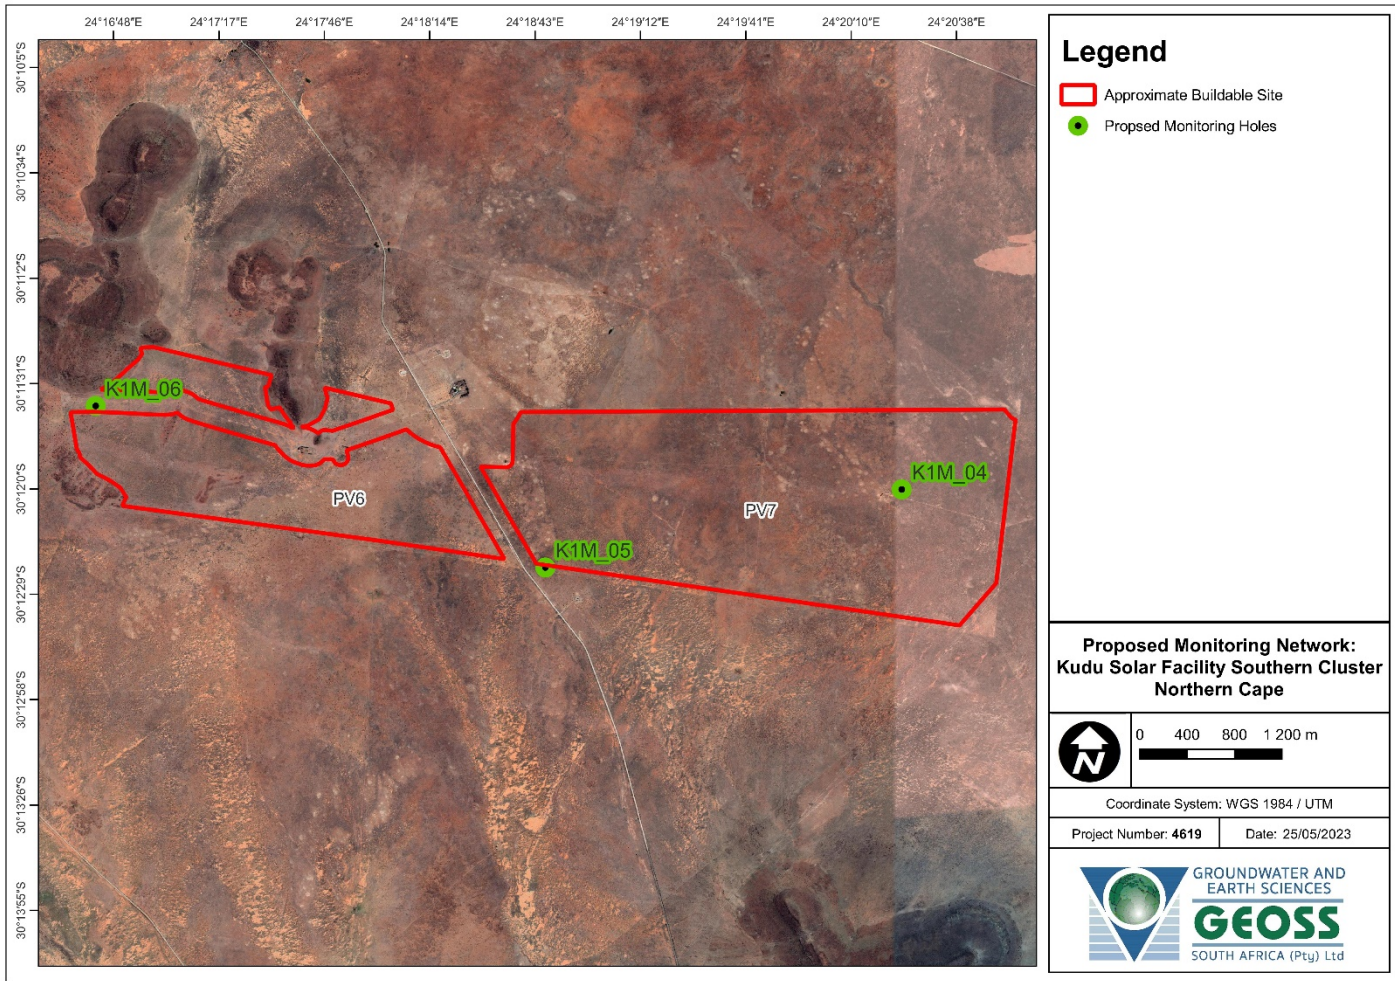 24°16'48"E 24°17'17"E 24°17'46"E 24°18'14"E 24°18'43"E 24°19'12"E 24°19'41"E 24°20'10"E 24°20'38"E
30°10'5"S
30°10'34"S
30°11'2"S
30°11'31"S
30°12'0"S
30°12'29"S
30°12'58"S
30°13'26"S
30°13'55"S
K1M_06
K1M_04
PV6
PV7
K1M_05
Legend
Approximate Buildable Site
Propsed Monitoring Holes
Proposed Monitoring Network:
Kudu Solar Facility Southern Cluster
Northern Cape
N
0 400 800 1 200 m
Coordinate System: WGS 1984 / UTM
Project Number: 4619 Date: 25/05/2023
GROUNDWATER AND
EARTH SCIENCES
GEOSS
SOUTH AFRICA (Pty) Ltd